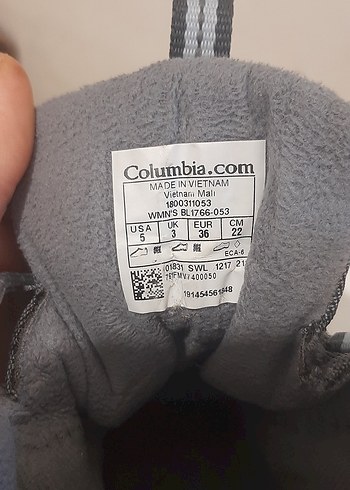 Columbia.com
MADE IN VIETNAM
Vietnam Malı
1800311053
WMN'S BL1766-053
USA UK EUR CM
5 3 36 22
ECA-6
SWL 1217